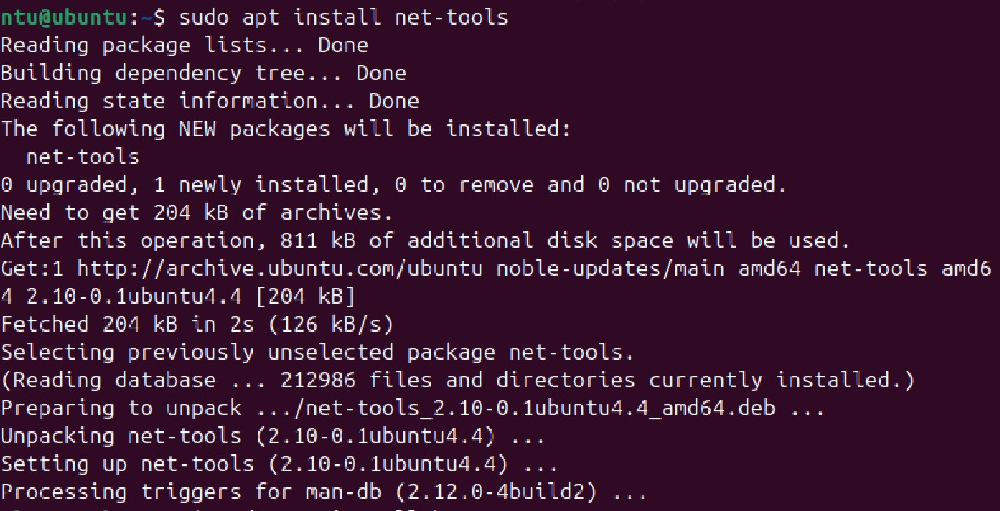 ntu@ubuntu:~$ sudo apt install net-tools
Reading package lists... Done
Building dependency tree... Done
Reading state information... Done
The following NEW packages will be installed:
  net-tools
0 upgraded, 1 newly installed, 0 to remove and 0 not upgraded.
Need to get 204 kB of archives.
After this operation, 811 kB of additional disk space will be used.
Get:1 http://archive.ubuntu.com/ubuntu noble-updates/main amd64 net-tools amd6
4 2.10-0.1ubuntu4.4 [204 kB]
Fetched 204 kB in 2s (126 kB/s)
Selecting previously unselected package net-tools.
(Reading database ... 212986 files and directories currently installed.)
Preparing to unpack .../net-tools_2.10-0.1ubuntu4.4_amd64.deb ...
Unpacking net-tools (2.10-0.1ubuntu4.4) ...
Setting up net-tools (2.10-0.1ubuntu4.4) ...
Processing triggers for man-db (2.12.0-4build2) ...